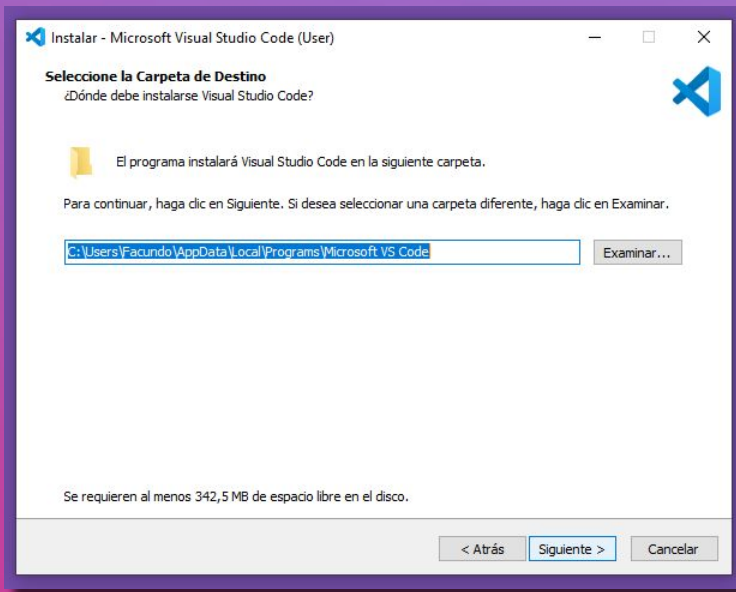 Instalar - Microsoft Visual Studio Code (User)
Seleccione la Carpeta de Destino
¿Dónde debe instalarse Visual Studio Code?
El programa instalará Visual Studio Code en la siguiente carpeta.
Para continuar, haga clic en Siguiente. Si desea seleccionar una carpeta diferente, haga clic en Examinar.
C:\Users\Facundo\AppData\Local\Programs\Microsoft VS Code
Examinar...
Se requieren al menos 342,5 MB de espacio libre en el disco.
< Atrás
Siguiente >
Cancelar